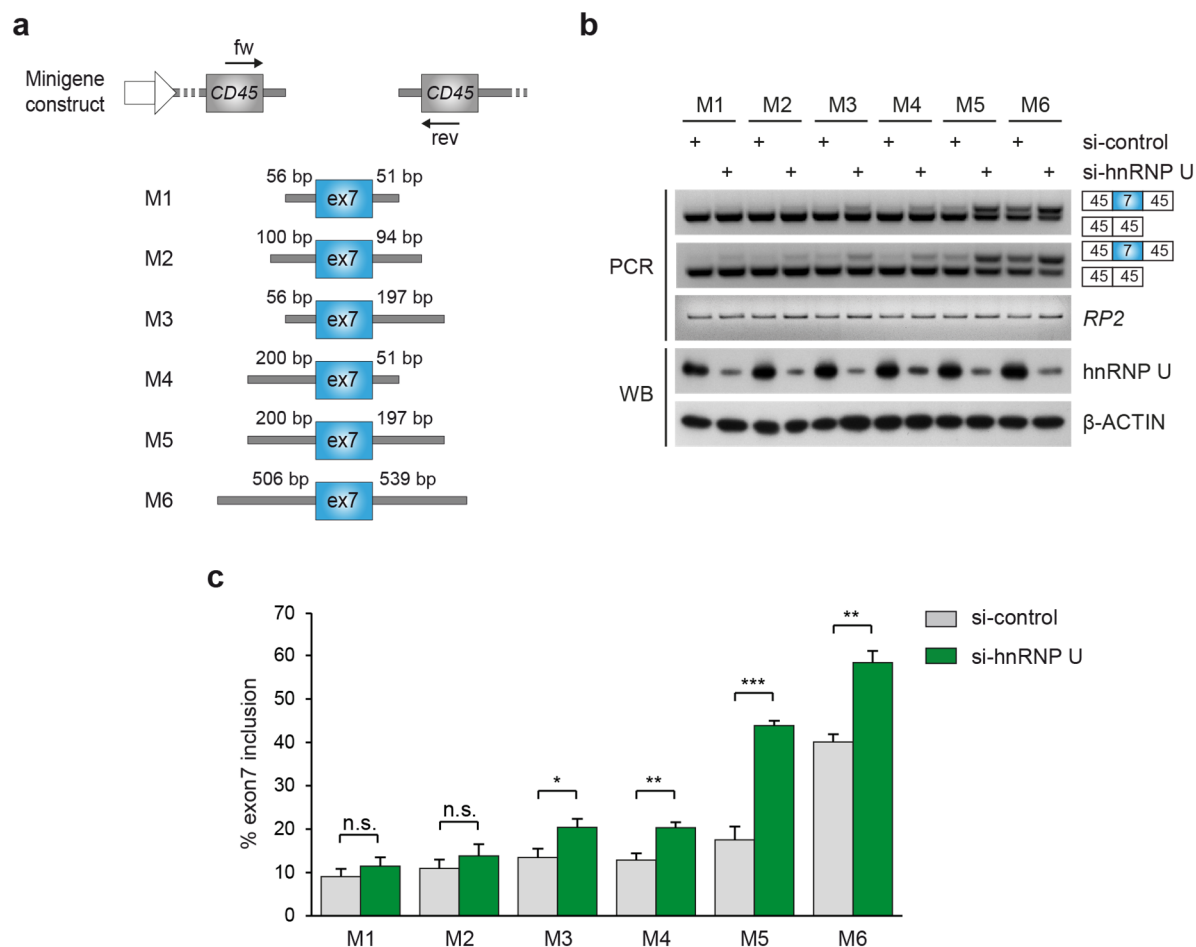 a
fw
Minigene
construct
CD45
CD45
rev
M1
56 bp
51 bp
ex7
M2
100 bp
94 bp
ex7
M3
56 bp
197 bp
ex7
M4
200 bp
51 bp
ex7
M5
200 bp
197 bp
ex7
M6
506 bp
539 bp
ex7
b
M1 M2 M3 M4 M5 M6
+ + + + + + si-control
+ + + + + + si-hnRNP U
PCR
45 7 45
45 45
45 7 45
45 45
RP2
WB
hnRNP U
β-ACTIN
c
% exon7 inclusion
70
60
50
40
30
20
10
0
n.s.
n.s.
*
**
***
**
M1 M2 M3 M4 M5 M6
si-control
si-hnRNP U